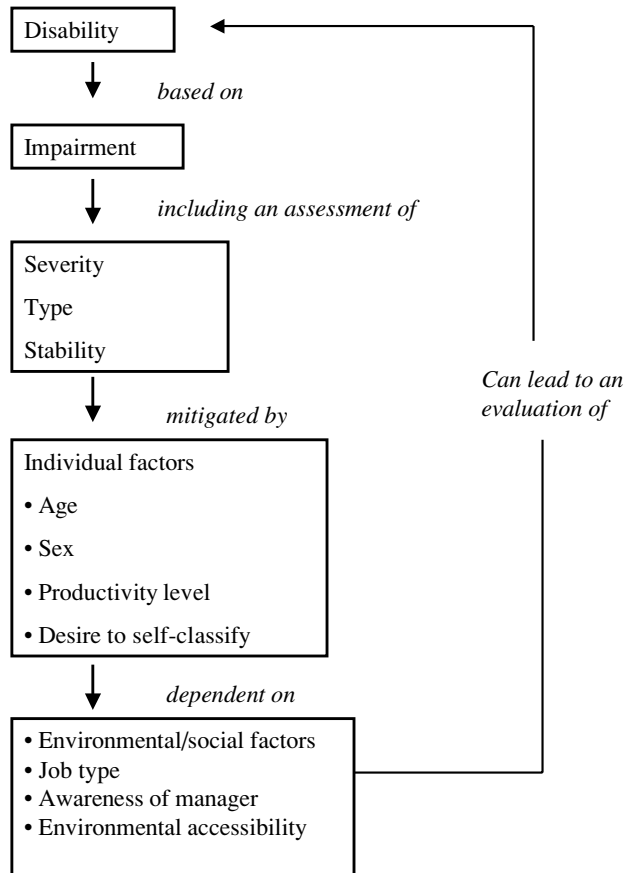 Disability
based on
Impairment
including an assessment of
Severity
Type
Stability
Can lead to an
evaluation of
mitigated by
Individual factors
• Age
• Sex
• Productivity level
• Desire to self-classify
dependent on
• Environmental/social factors
• Job type
• Awareness of manager
• Environmental accessibility